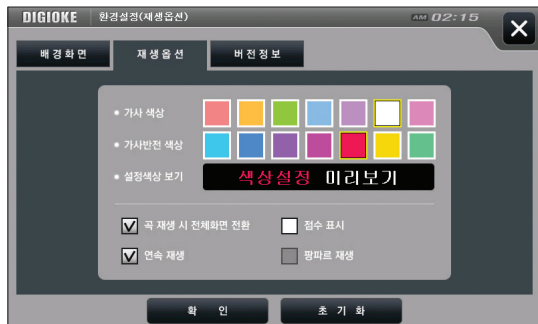 DIGIOKE 환경설정(재생옵션) AM 02:15
배경화면 재생옵션 버전정보
가사 색상
가사반전 색상
설정색상 보기 색상설정 미리보기
곡 재생 시 전체화면 전환 점수 표시
연속 재생 팡파르 재생
확 인 초 기 화